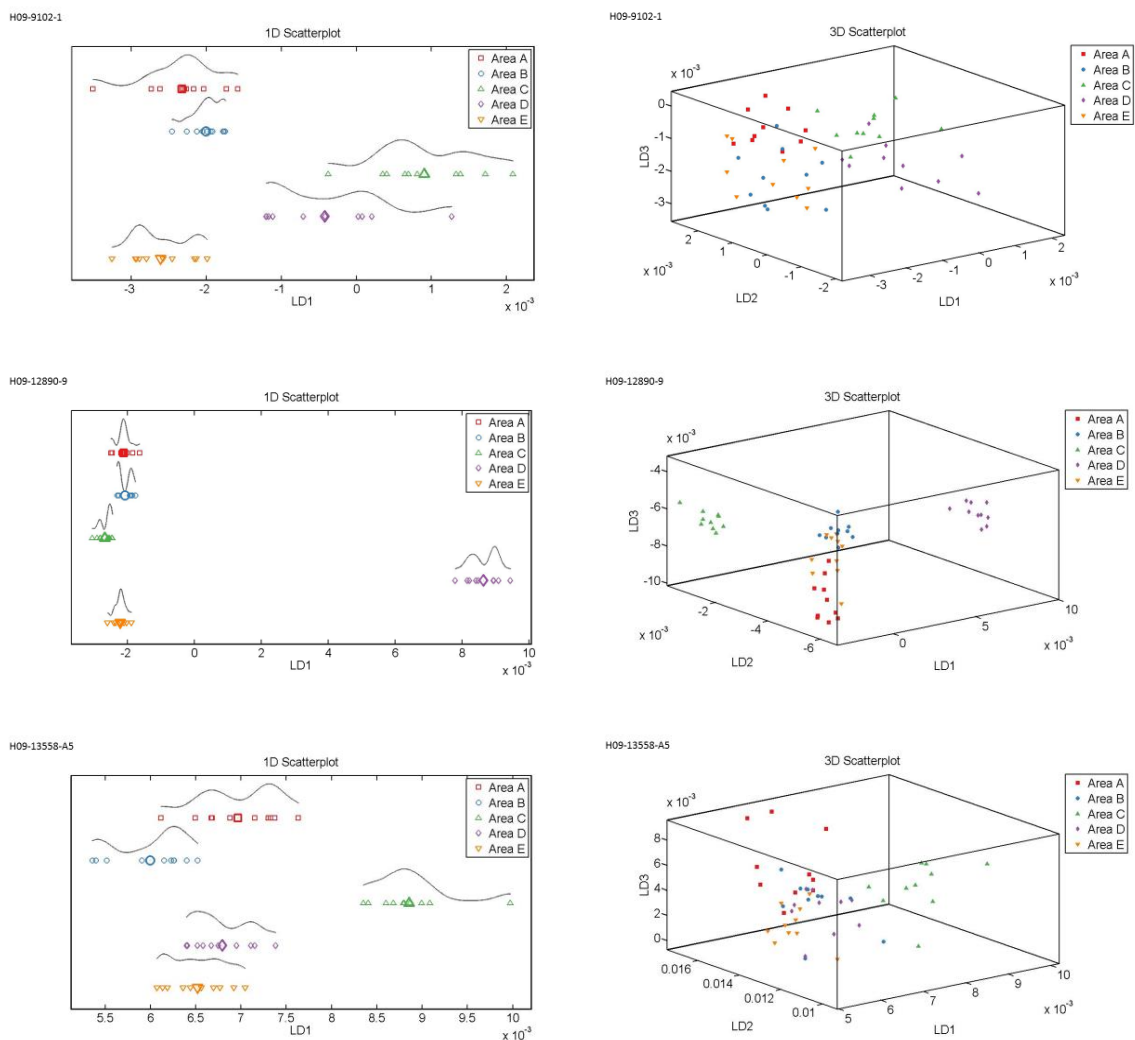 H09-9102-1
1D Scatterplot
Area A
Area B
Area C
Area D
Area E
-3 -2 -1 0 1 2
LD1
x 10⁻³
H09-9102-1
3D Scatterplot
x 10⁻³
0
-1
-2
-3
LD3
2 1 0 -1 -2
x 10⁻³
LD2
-3 -2 -1 0 1 2
x 10⁻³
LD1
Area A
Area B
Area C
Area D
Area E
H09-12890-9
1D Scatterplot
Area A
Area B
Area C
Area D
Area E
-2 0 2 4 6 8 10
LD1
x 10⁻³
H09-12890-9
3D Scatterplot
x 10⁻³
-4
-6
-8
-10
LD3
-2 -4 -6
x 10⁻³
LD2
0 5 10
x 10⁻³
LD1
Area A
Area B
Area C
Area D
Area E
H09-13558-A5
1D Scatterplot
Area A
Area B
Area C
Area D
Area E
5.5 6 6.5 7 7.5 8 8.5 9 9.5 10
LD1
x 10⁻³
H09-13558-A5
3D Scatterplot
x 10⁻³
8
6
4
2
0
LD3
0.016 0.014 0.012 0.01
LD2
5 6 7 8 9 10
x 10⁻³
LD1
Area A
Area B
Area C
Area D
Area E